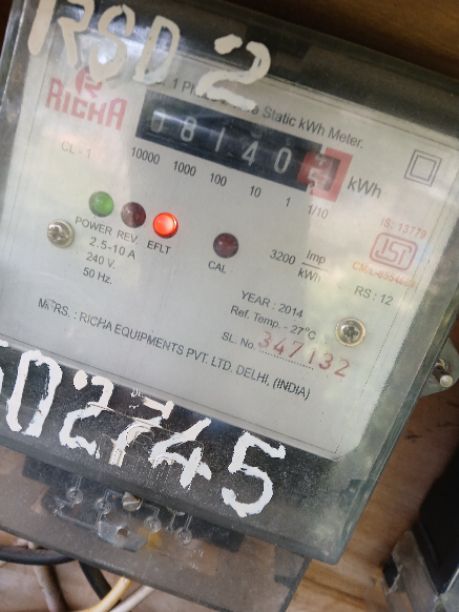 RSD 2
RICHA
1 Ph
Static kWh Meter.
081405 kWh
CL - 1
10000 1000 100 10 1 1/10
POWER REV. EFLT
CAL
3200 Imp/kWh
2.5-10 A
240 V.
50 Hz.
IS: 13779
RS : 12
YEAR : 2014
Ref. Temp. - 27°C
SL. No. 347132
M/RS. : RICHA EQUIPMENTS PVT. LTD. DELHI, (INDIA)
02745